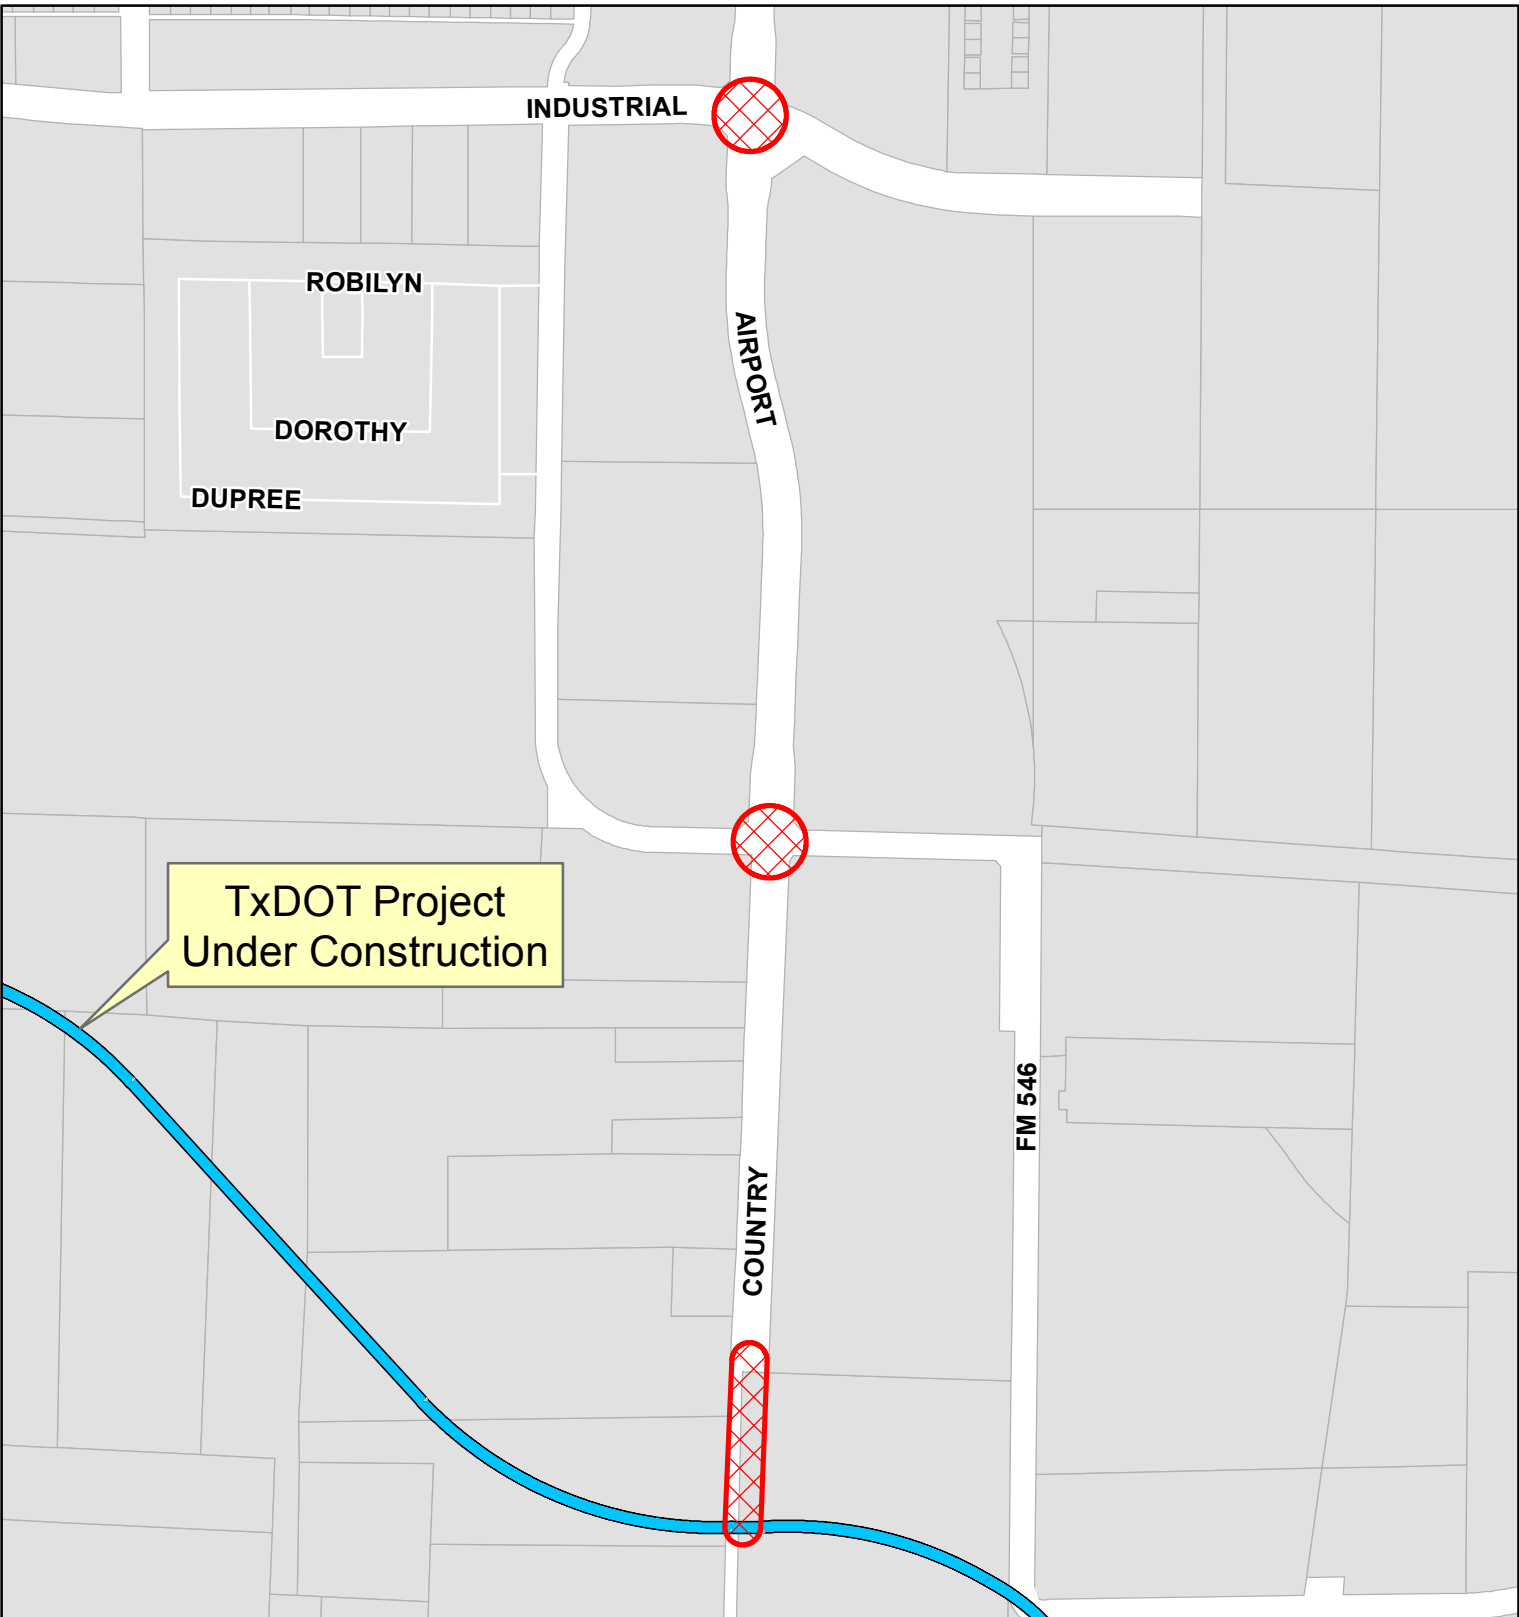 INDUSTRIAL
ROBILYN
AIRPORT
DOROTHY
DUPREE
TxDOT Project
Under Construction
FM 546
COUNTRY